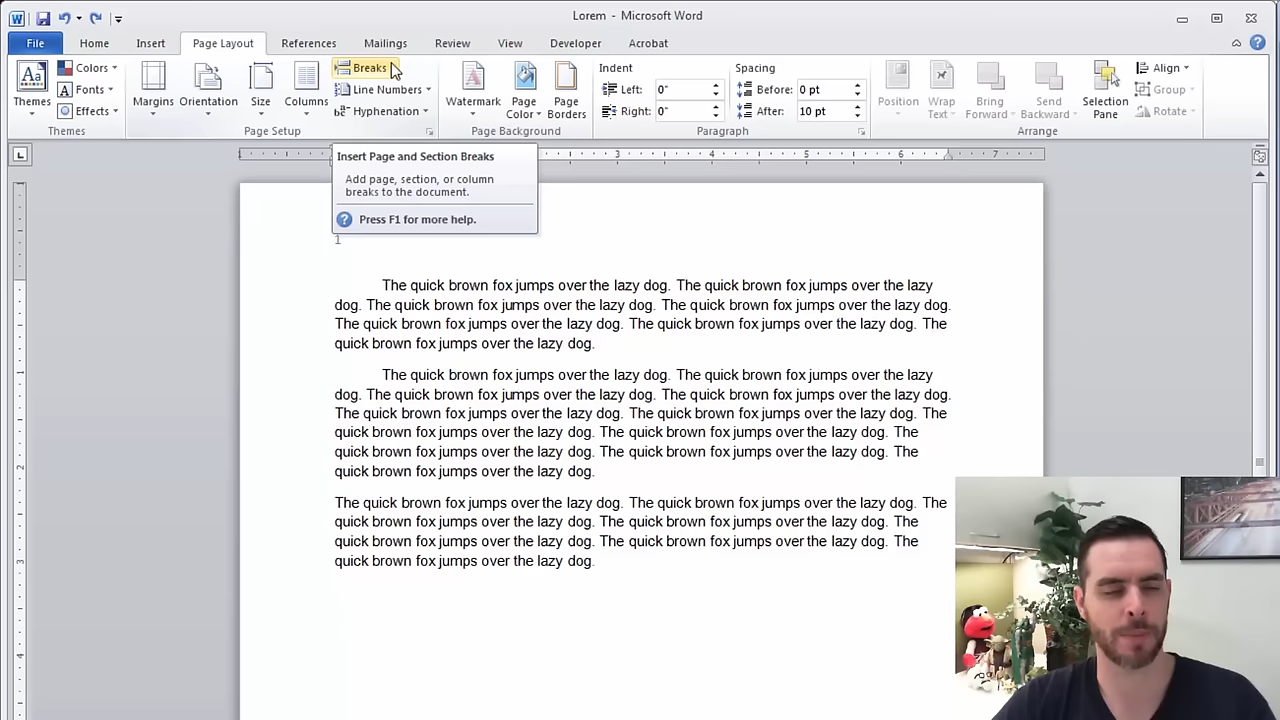 Lorem - Microsoft Word
File Home Insert Page Layout References Mailings Review View Developer Acrobat
Themes
Colors
Fonts
Effects
Themes
Margins
Orientation
Size
Columns
Breaks
Line Numbers
Hyphenation
Page Setup
Watermark
Page
Color
Page
Borders
Page Background
Indent
Left: 0"
Right: 0"
Spacing
Before: 0 pt
After: 10 pt
Paragraph
Position
Wrap
Text
Bring
Forward
Send
Backward
Selection
Pane
Align
Group
Rotate
Arrange
Insert Page and Section Breaks
Add page, section, or column
breaks to the document.
Press F1 for more help.
3 4 5 6 7
1
The quick brown fox jumps over the lazy dog. The quick brown fox jumps over the lazy
dog. The quick brown fox jumps over the lazy dog. The quick brown fox jumps over the lazy dog.
The quick brown fox jumps over the lazy dog. The quick brown fox jumps over the lazy dog. The
quick brown fox jumps over the lazy dog.
The quick brown fox jumps over the lazy dog. The quick brown fox jumps over the lazy
dog. The quick brown fox jumps over the lazy dog. The quick brown fox jumps over the lazy dog.
The quick brown fox jumps over the lazy dog. The quick brown fox jumps over the lazy dog. The
quick brown fox jumps over the lazy dog. The quick brown fox jumps over the lazy dog. The
quick brown fox jumps over the lazy dog. The quick brown fox jumps over the lazy dog. The
quick brown fox jumps over the lazy dog.
The quick brown fox jumps over the lazy dog. The quick brown fox jumps over the lazy dog. The
quick brown fox jumps over the lazy dog. The quick brown fox jumps over the lazy dog. The
quick brown fox jumps over the lazy dog. The quick brown fox jumps over the lazy dog. The
quick brown fox jumps over the lazy dog.
1
2
3
4